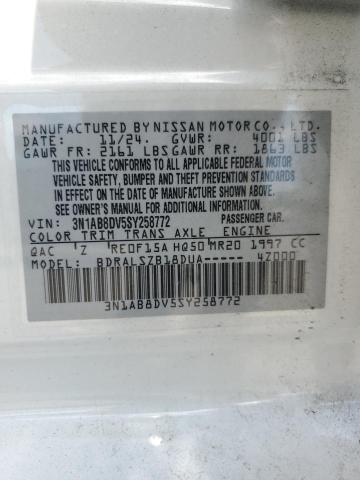 MANUFACTURED BY NISSAN MOTOR CO., LTD.
DATE: 11/24. GVWR: 4001 LBS
GAWR FR: 2161 LBS GAWR RR: 1863 LBS
THIS VEHICLE CONFORMS TO ALL APPLICABLE FEDERAL MOTOR
VEHICLE SAFETY, BUMPER AND THEFT PREVENTION STANDARDS
IN EFFECT ON THE DATE OF MANUFACTURE SHOWN ABOVE.
SEE OWNER'S MANUAL. PASSENGER CAR.
VIN: 3N1AB8DV5SY258772
COLOR TRIM TRANS AXLE ENGINE
QAC 'Z RE0F15A HQ50 MR20 1997 CC
MODEL: BDRALSZB18DUA----- 4Z000
3N1AB8DV5SY258772